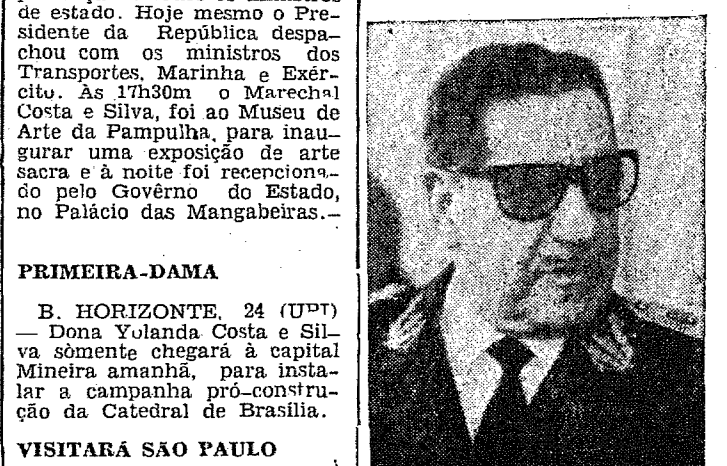 de estado. Hoje mesmo o Pre-
sidente da República despa-
chou com os ministros dos
Transportes, Marinha e Exér-
cito. Às 17h30m o Marechal
Costa e Silva, foi ao Museu de
Arte da Pampulha, para inau-
gurar uma exposição de arte
sacra e à noite foi recenciona-
do pelo Govêrno do Estado,
no Palácio das Mangabeiras.—
PRIMEIRA-DAMA
B. HORIZONTE, 24 (UPI)
— Dona Yolanda Costa e Sil-
va sòmente chegará à capital
Mineira amanhã, para insta-
lar a campanha pró-constru-
ção da Catedral de Brasília.
VISITARÁ SÃO PAULO